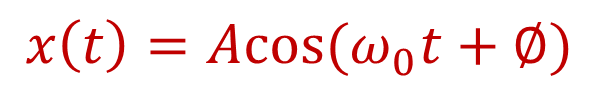 x(t) = Acos(ω₀t + ∅)